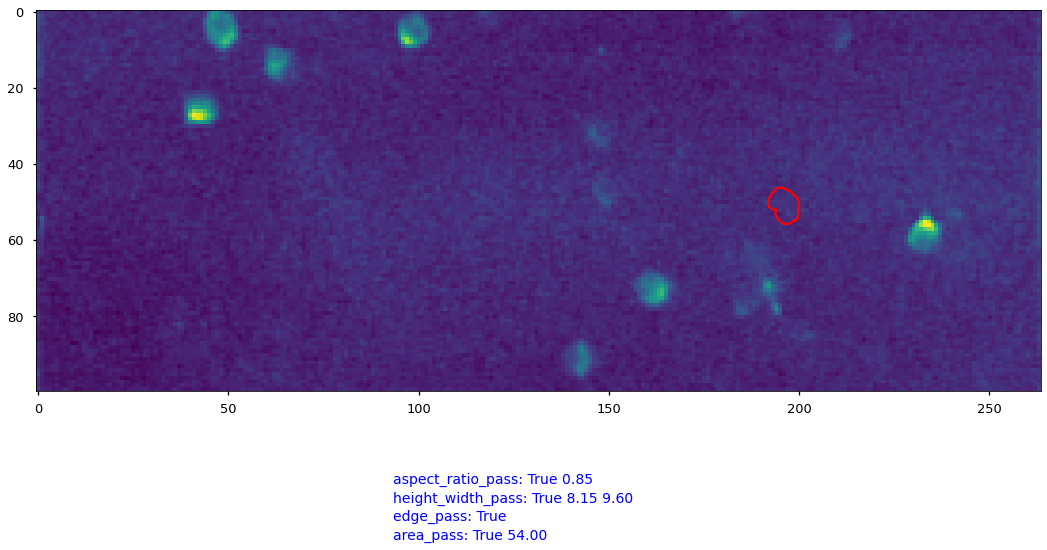 0
20
40
60
80
0 50 100 150 200 250
aspect_ratio_pass: True 0.85
height_width_pass: True 8.15 9.60
edge_pass: True
area_pass: True 54.00